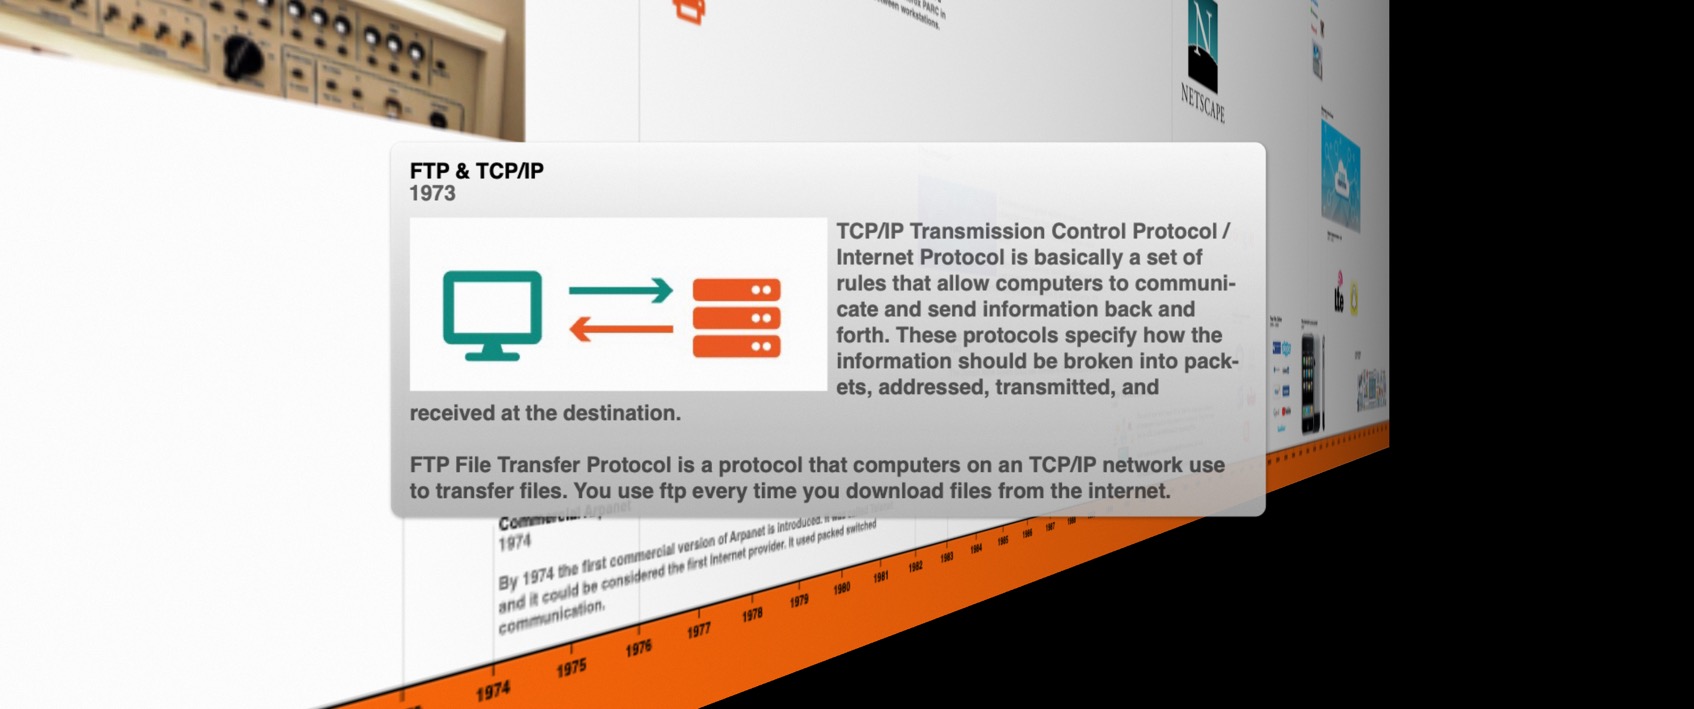 PARC in
workstations.
NETSCAPE
FTP & TCP/IP
1973
TCP/IP Transmission Control Protocol /
Internet Protocol is basically a set of
rules that allow computers to communi-
cate and send information back and
forth. These protocols specify how the
information should be broken into pack-
ets, addressed, transmitted, and
received at the destination.
FTP File Transfer Protocol is a protocol that computers on an TCP/IP network use
to transfer files. You use ftp every time you download files from the internet.
Commercial Arpanet
1974
By 1974 the first commercial version of Arpanet is introduced. It was
and it could be considered the first Internet provider. It used packed switched
communication.
1974
1975
1976
1977
1978
1979
1980
1981
1982
1983
1984
1985
1986
1987
1988